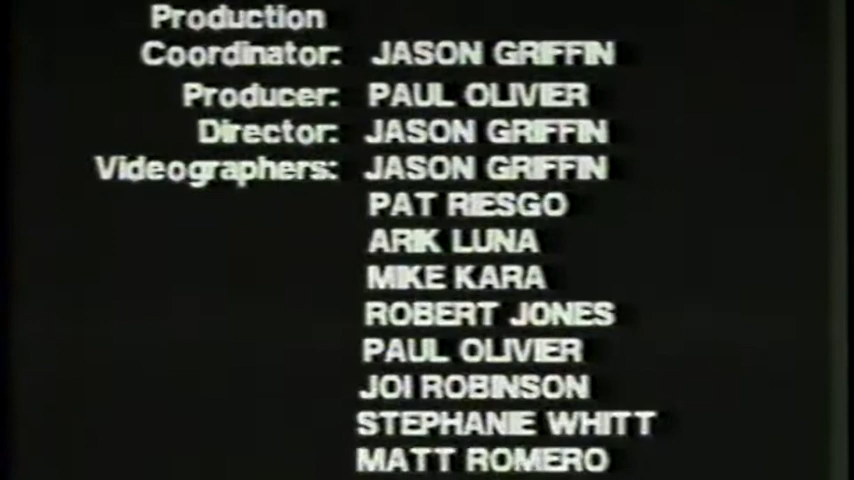 Production
Coordinator: JASON GRIFFIN
Producer: PAUL OLIVIER
Director: JASON GRIFFIN
Videographers: JASON GRIFFIN
PAT RIESGO
ARIK LUNA
MIKE KARA
ROBERT JONES
PAUL OLIVIER
JOI ROBINSON
STEPHANIE WHITT
MATT ROMERO